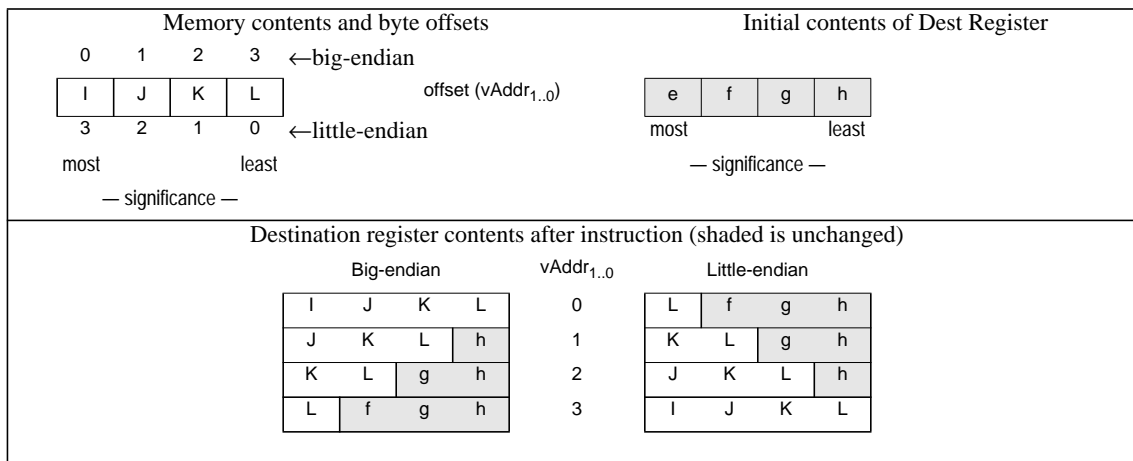 Memory contents and byte offsets
Initial contents of Dest Register
0 1 2 3 ←big-endian
I J K L
offset (vAddr1..0)
e f g h
3 2 1 0 ←little-endian
most least
most least
— significance —
— significance —
Destination register contents after instruction (shaded is unchanged)
Big-endian vAddr1..0 Little-endian
I J K L 0 L f g h
J K L h 1 K L g h
K L g h 2 J K L h
L f g h 3 I J K L